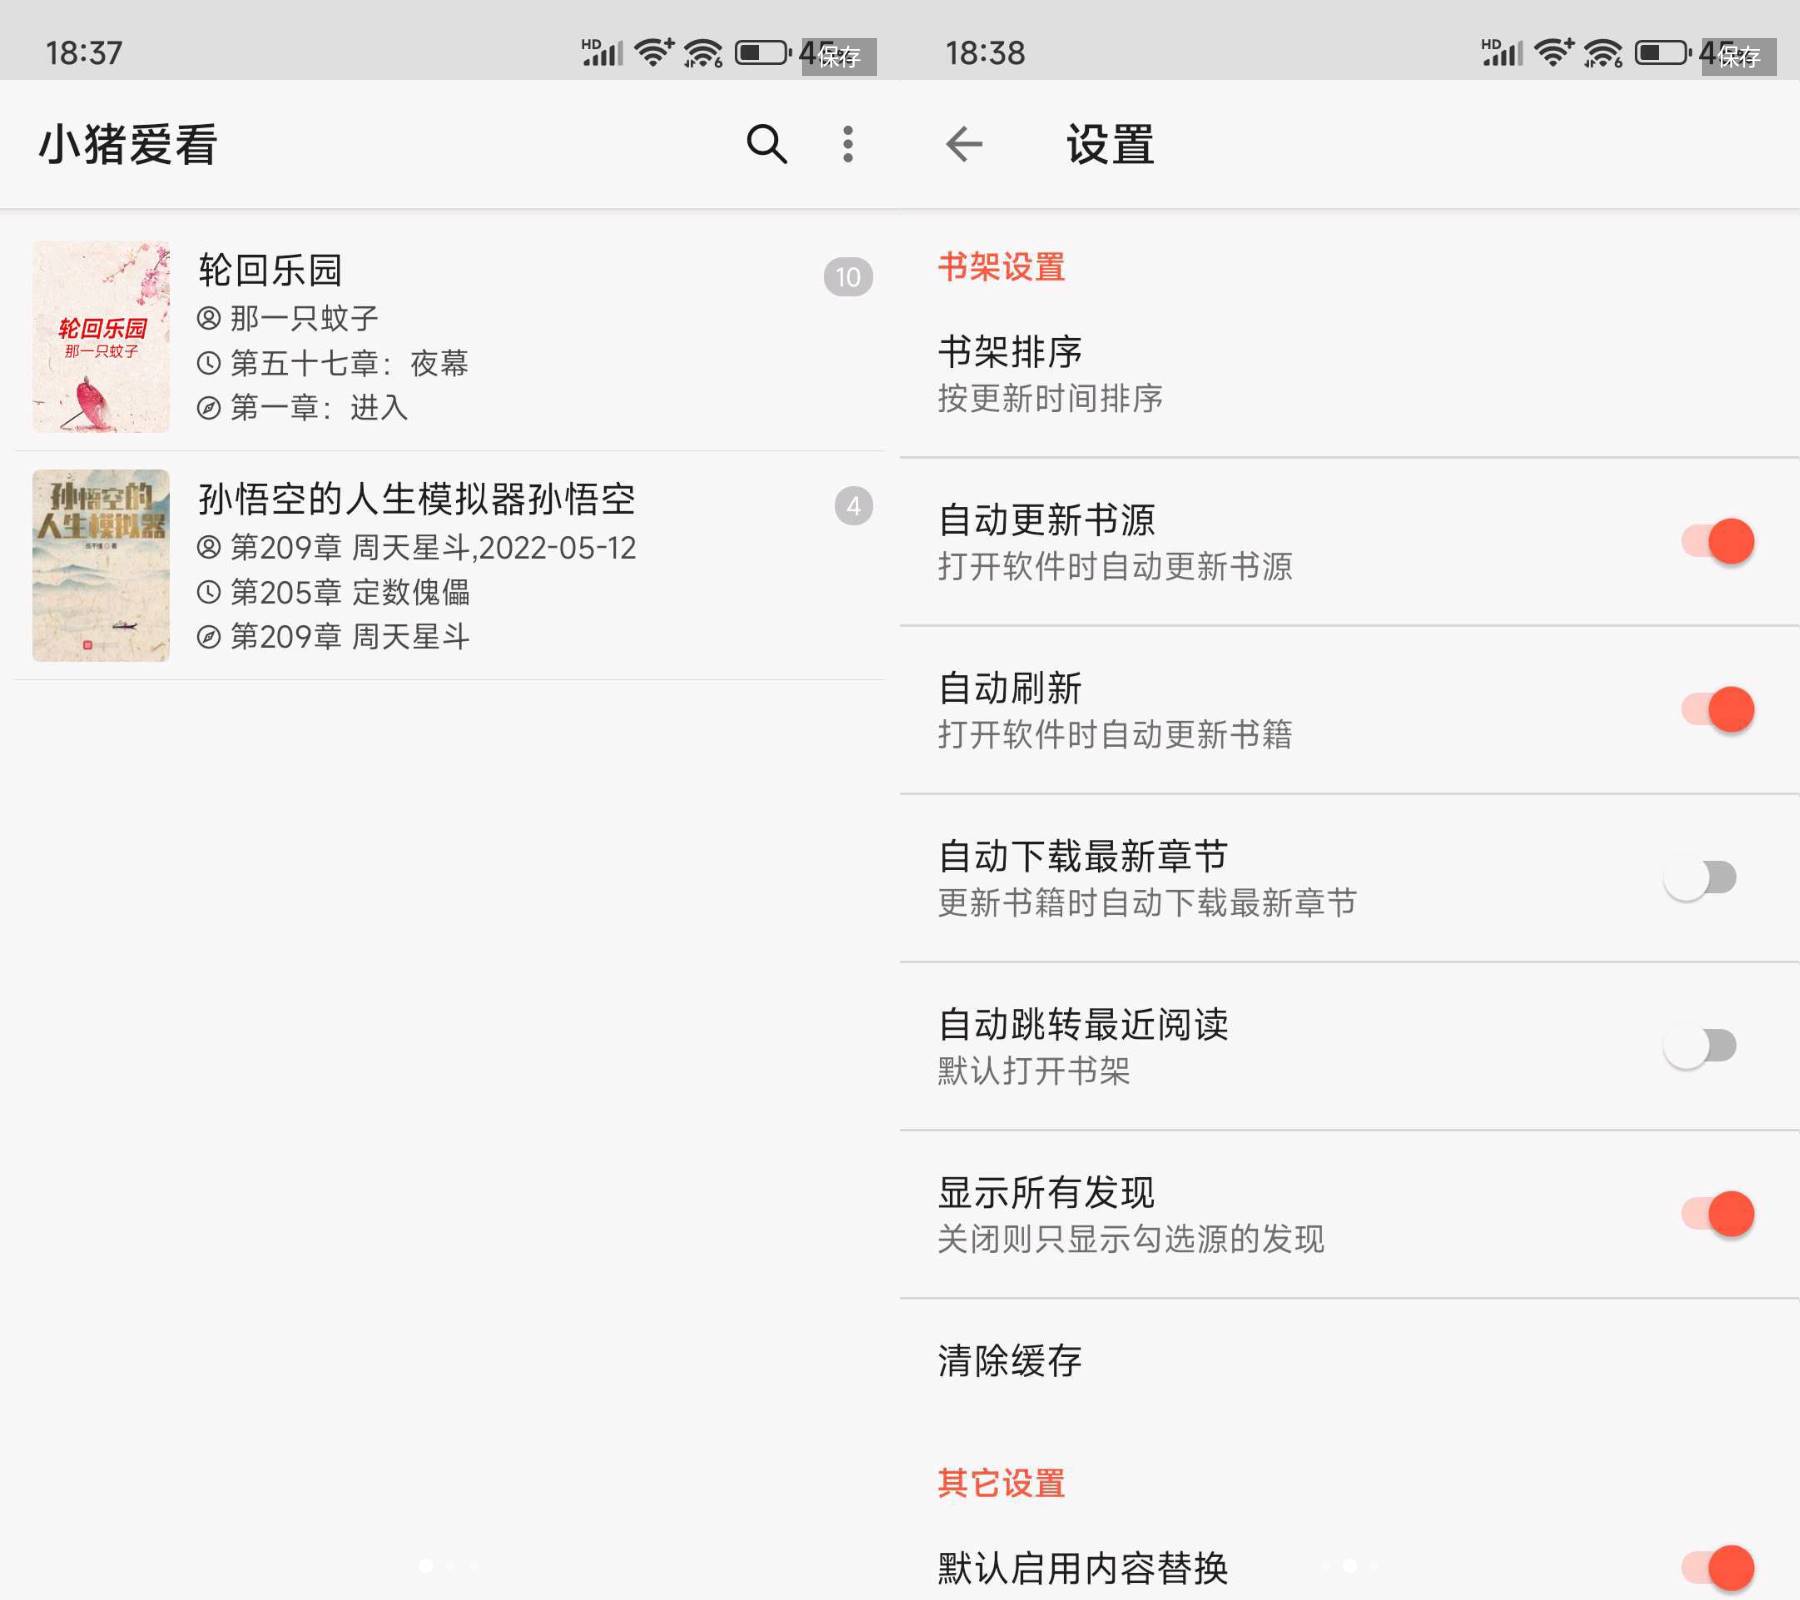 18:37
HD
6
保存
小猪爱看
轮回乐园
10
那一只蚊子
第五十七章：夜幕
第一章：进入
轮回乐园
那一只蚊子
孙悟空的人生模拟器孙悟空
4
第209章 周天星斗,2022-05-12
第205章 定数傀儡
第209章 周天星斗
孙悟空的
人生模拟器
18:38
HD
6
保存
设置
书架设置
书架排序
按更新时间排序
自动更新书源
打开软件时自动更新书源
自动刷新
打开软件时自动更新书籍
自动下载最新章节
更新书籍时自动下载最新章节
自动跳转最近阅读
默认打开书架
显示所有发现
关闭则只显示勾选源的发现
清除缓存
其它设置
默认启用内容替换